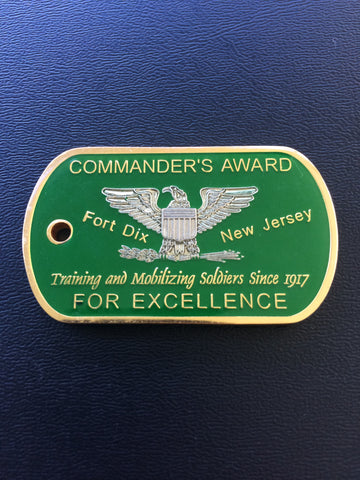 COMMANDER'S AWARD
Fort Dix New Jersey
Training and Mobilizing Soldiers Since 1917
FOR EXCELLENCE